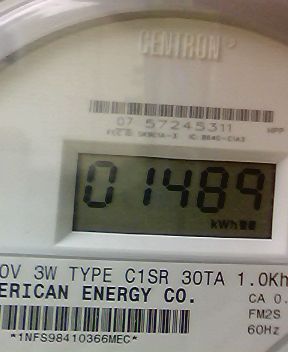 CENTRON
07 57245311
01489
kWh
0V 3W TYPE C1SR 30TA 1.0Kh
ERICAN ENERGY CO.
CA 0.
FM2S
60Hz
*1NFS98410366MEC*